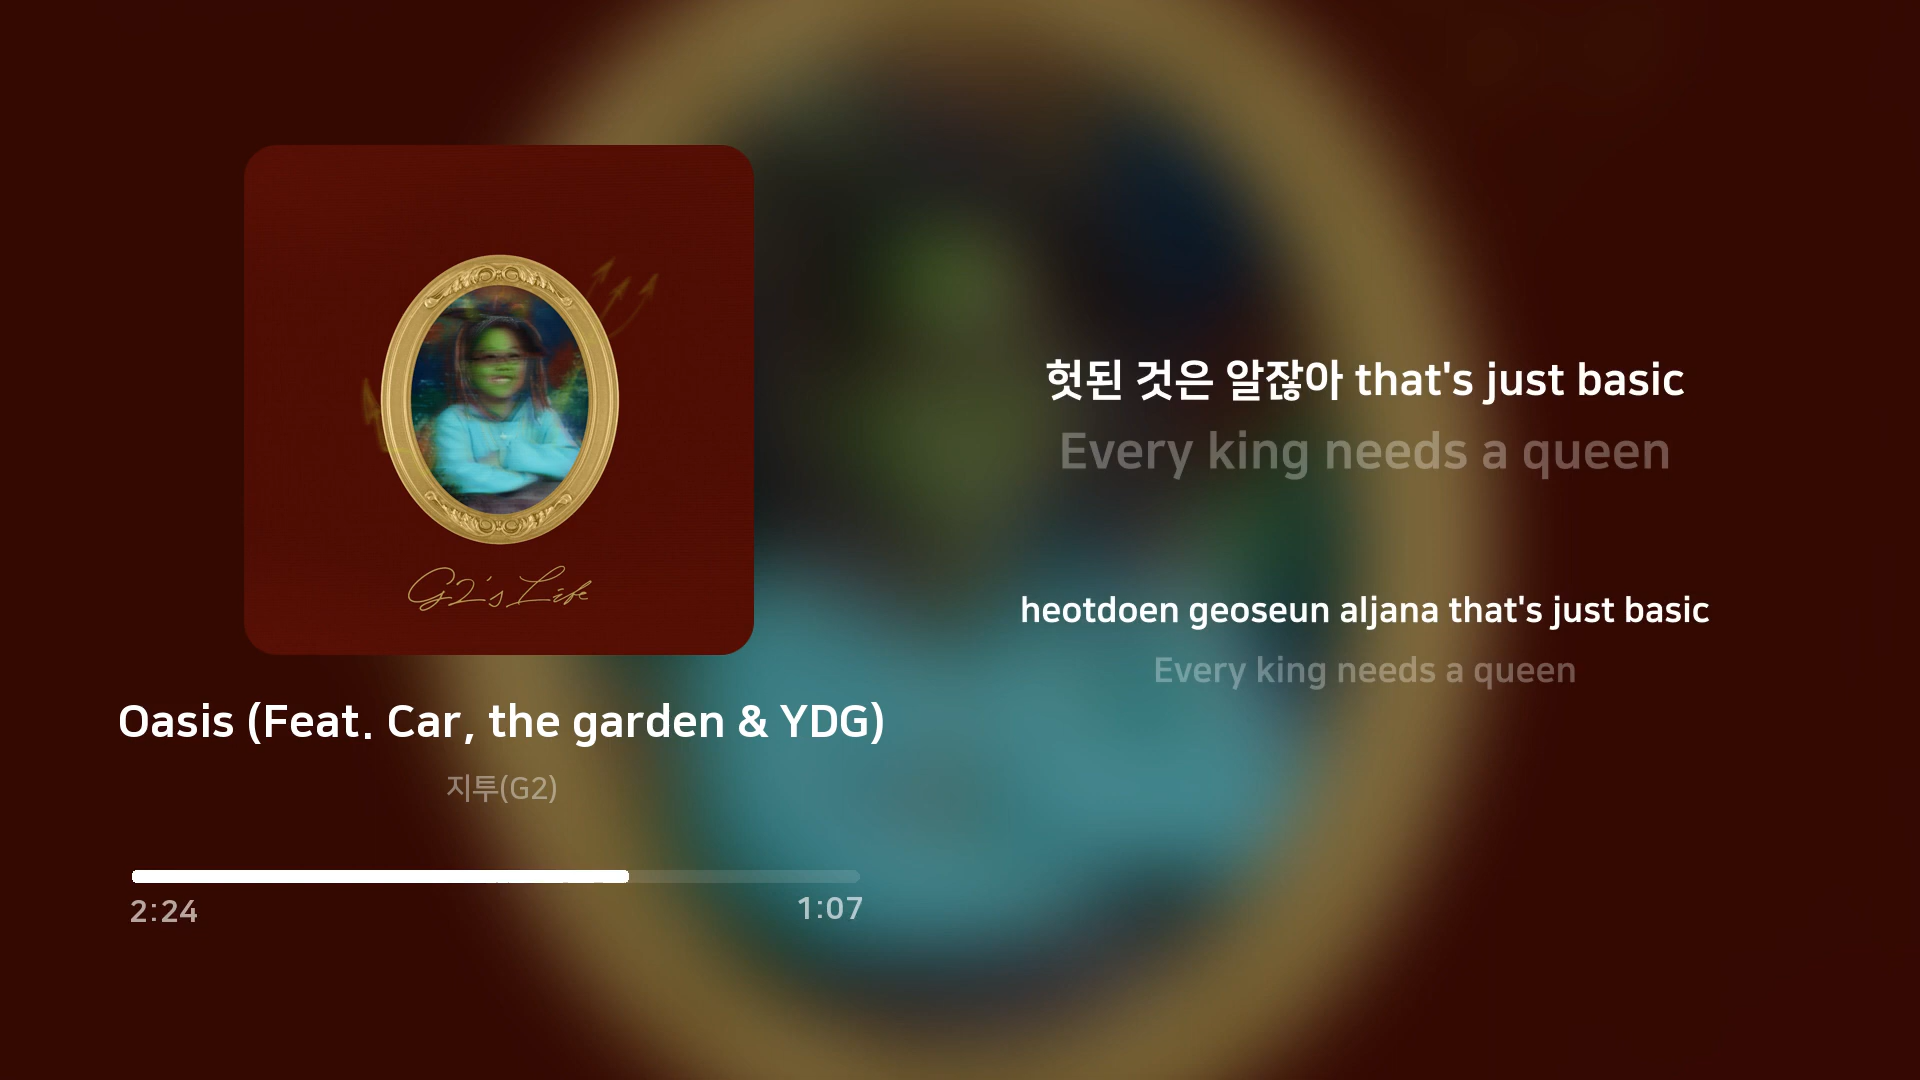 G2's Life
Oasis (Feat. Car, the garden & YDG)
지투(G2)
2:24
1:07
헛된 것은 알잖아 that's just basic
Every king needs a queen
heotdoen geoseun aljana that's just basic
Every king needs a queen